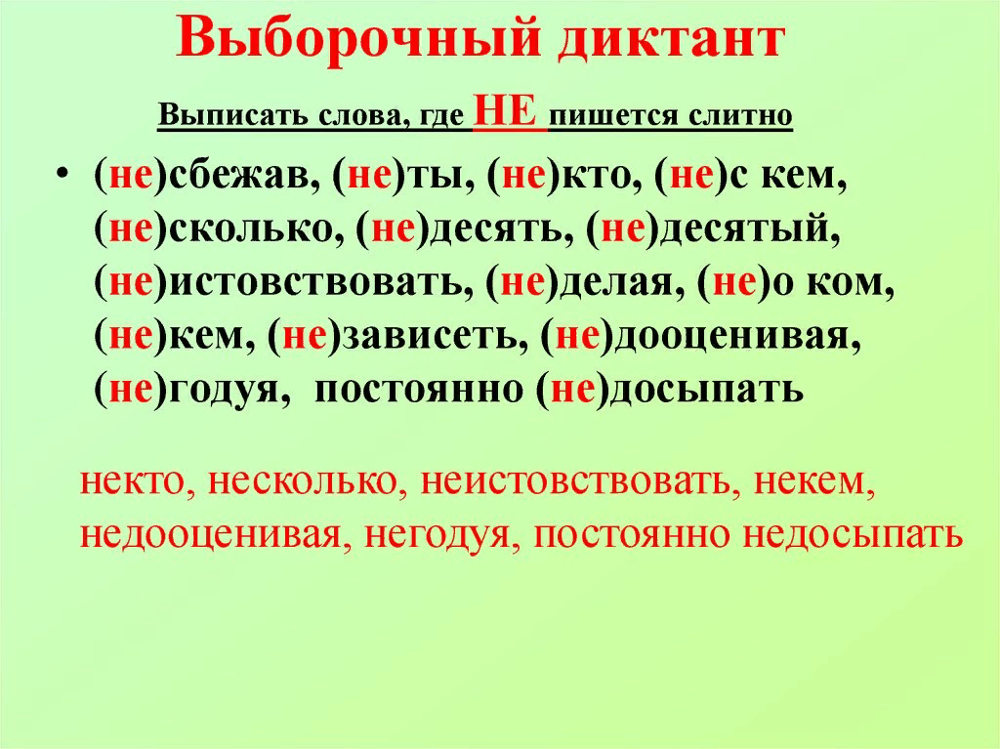 Выборочный диктант
Выписать слова, где НЕ пишется слитно
• (не)сбежав, (не)ты, (не)кто, (не)с кем,
(не)сколько, (не)десять, (не)десятый,
(не)истовствовать, (не)делая, (не)о ком,
(не)кем, (не)зависеть, (не)дооценивая,
(не)годуя, постоянно (не)досыпать
некто, несколько, неистовствовать, некем,
недооценивая, негодуя, постоянно недосыпать